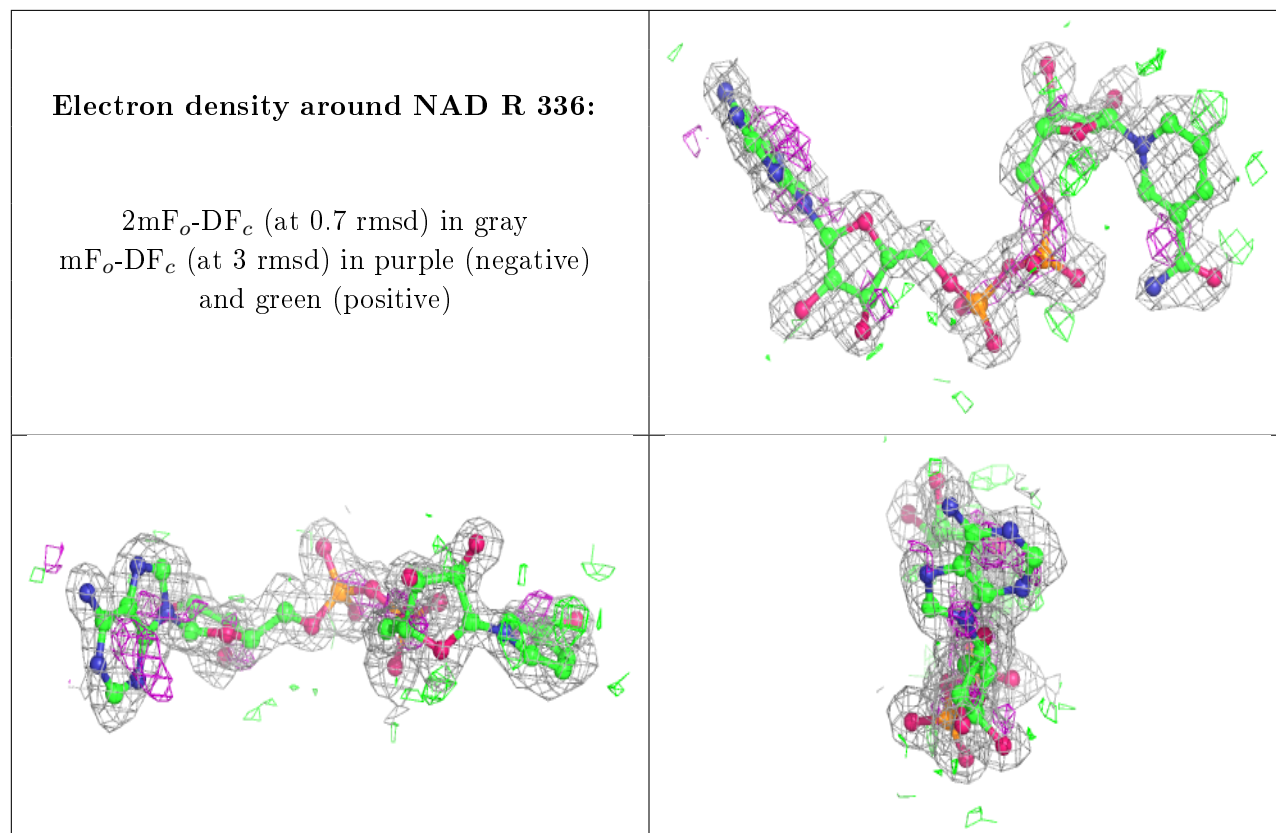 Electron density around NAD R 336:
2mFo-DFc (at 0.7 rmsd) in gray
mFo-DFc (at 3 rmsd) in purple (negative)
and green (positive)